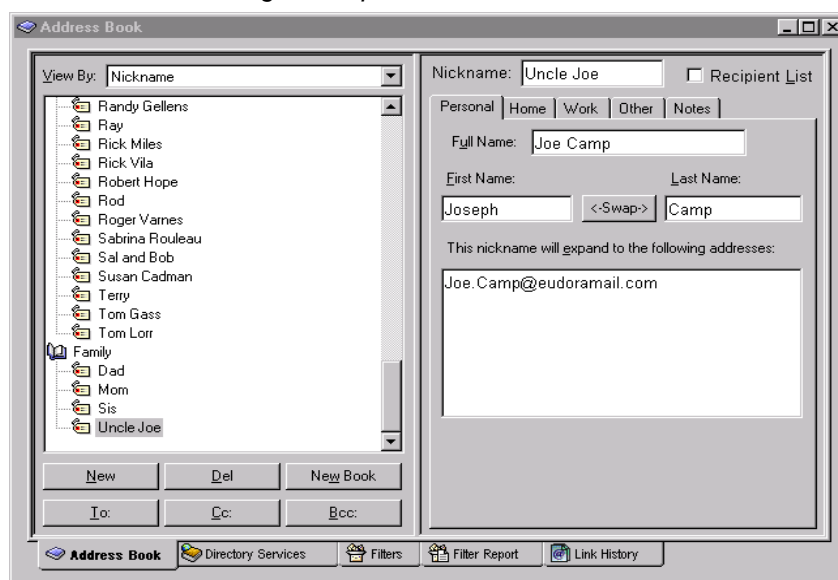 Address Book
View By: Nickname
Randy Gellens
Ray
Rick Miles
Rick Vila
Robert Hope
Rod
Roger Varnes
Sabrina Rouleau
Sal and Bob
Susan Cadman
Terry
Tom Gass
Tom Lorr
Family
Dad
Mom
Sis
Uncle Joe
New Del New Book
To: Cc: Bcc:
Nickname: Uncle Joe Recipient List
Personal Home Work Other Notes
Full Name: Joe Camp
First Name: Last Name:
Joseph <-Swap-> Camp
This nickname will expand to the following addresses:
Joe.Camp@eudoramail.com
Address Book Directory Services Filters Filter Report Link History